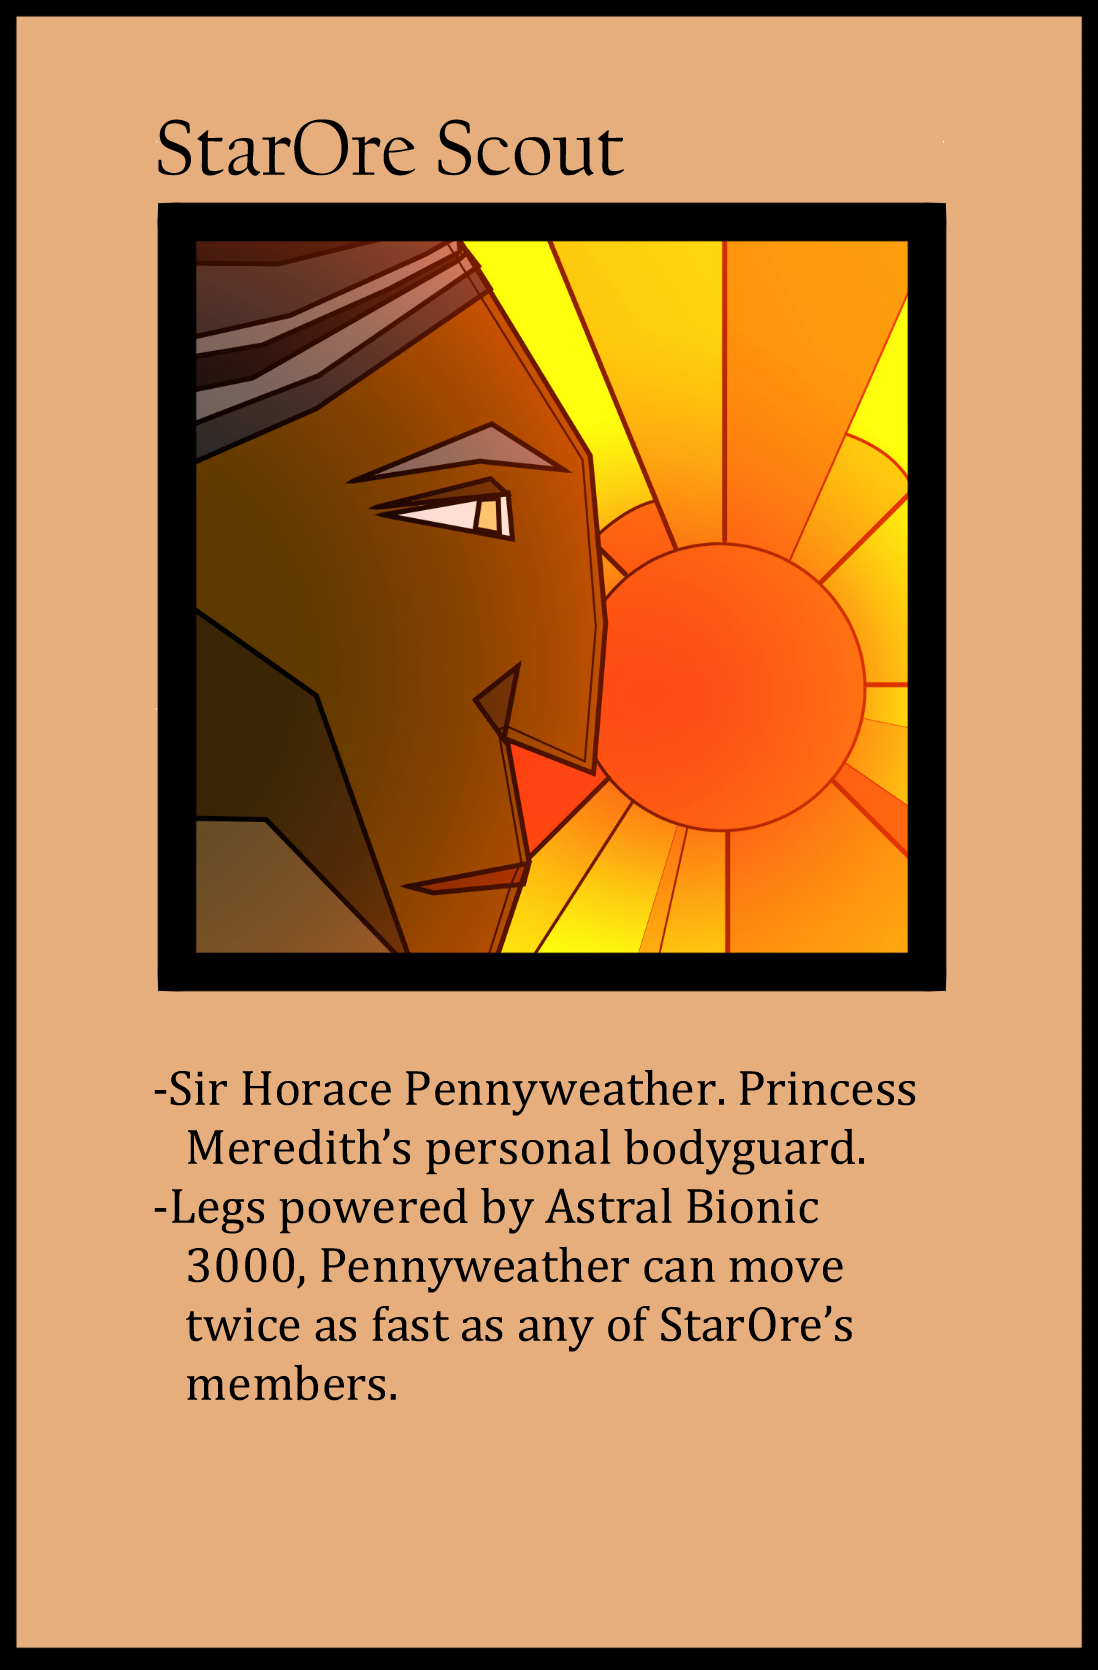 StarOre Scout
-Sir Horace Pennyweather. Princess
Meredith’s personal bodyguard.
-Legs powered by Astral Bionic
3000, Pennyweather can move
twice as fast as any of StarOre’s
members.